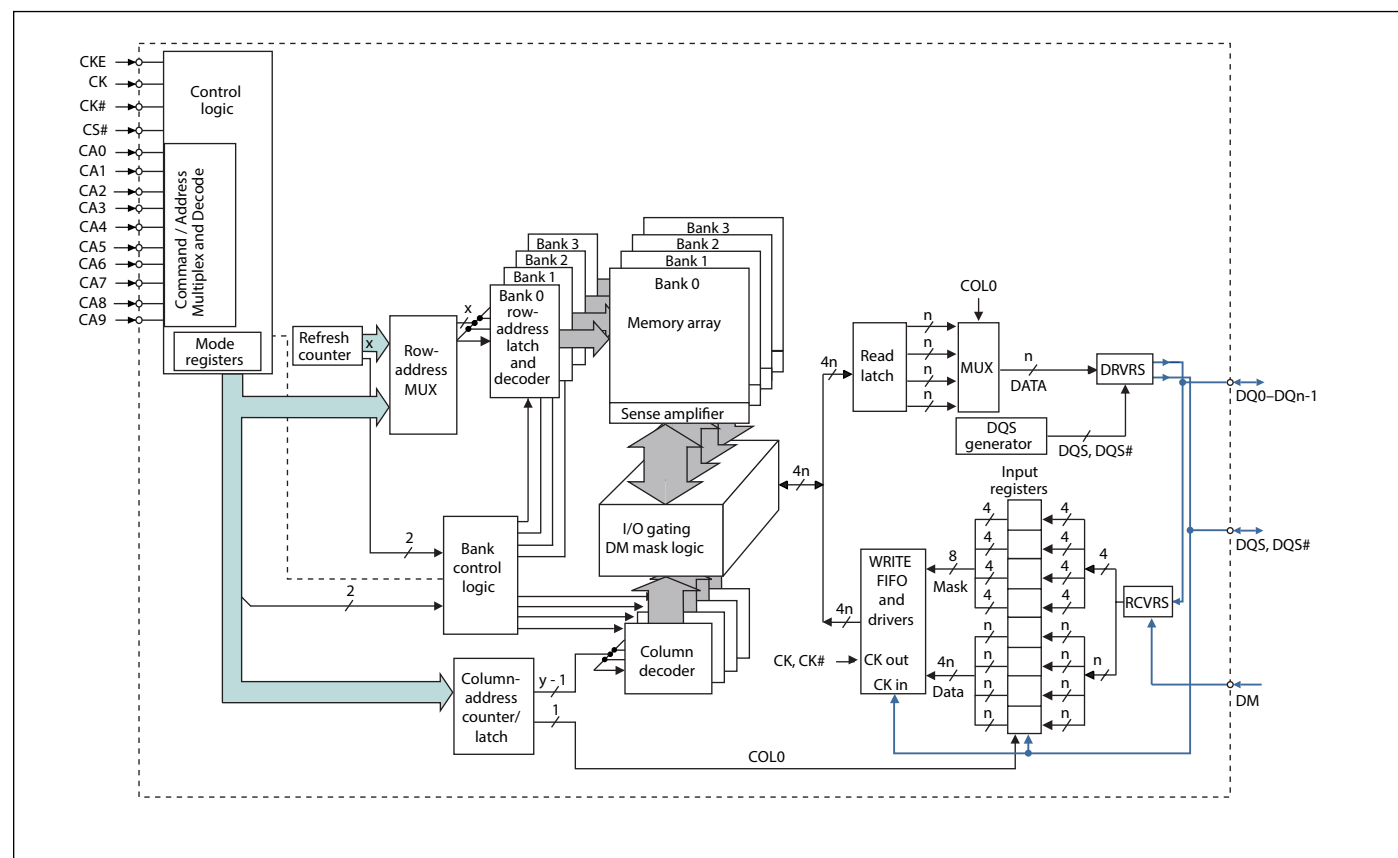 CKE
CK
CK#
CS#
CA0
CA1
CA2
CA3
CA4
CA5
CA6
CA7
CA8
CA9
Control
logic
Command / Address
Multiplex and Decode
Mode
registers
Refresh
counter
x
Row-
address
MUX
x
Bank 3
Bank 2
Bank 1
Bank 0
row-
address
latch
and
decoder
Bank 3
Bank 2
Bank 1
Bank 0
Memory array
Sense amplifier
I/O gating
DM mask logic
2
2
Bank
control
logic
Column
decoder
Column-
address
counter/
latch
y - 1
1
COL0
4n
4n
4n
Read
latch
n
n
n
n
COL0
MUX
n
DATA
DRVRS
DQS
generator
DQS, DQS#
DQ0–DQn-1
DQS, DQS#
DM
Input
registers
WRITE
FIFO
and
drivers
CK out
CK in
CK, CK#
8
Mask
4n
Data
4
4
4
4
n
n
n
n
4
4
4
4
n
n
n
n
4
n
RCVRS